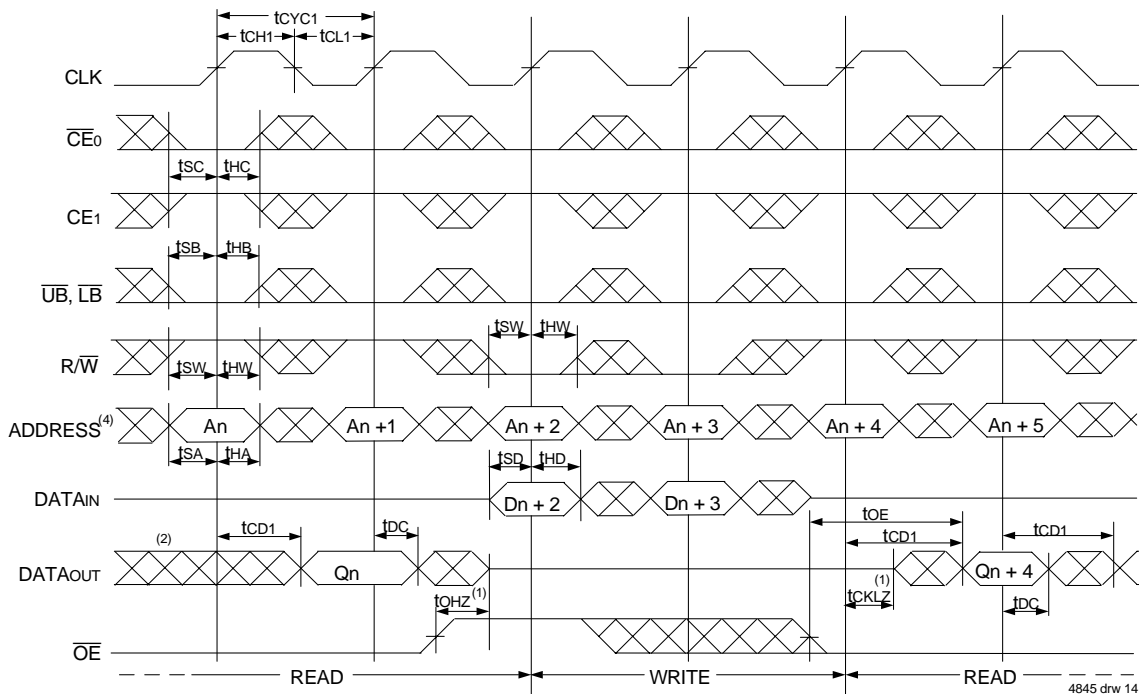 tCYC1
tCH1 tCL1
CLK
CE0
tSC tHC
CE1
tSB tHB
UB, LB
tSW tHW
R/W
tSW tHW
ADDRESS(4) An An +1 An + 2 An + 3 An + 4 An + 5
tSA tHA tSD tHD
DATAIN Dn + 2 Dn + 3
tOE
(2) tCD1 tDC tCD1 tCD1
DATAOUT Qn Qn + 4
tOHZ(1) tCKLZ(1) tDC
OE
READ WRITE READ
4845 drw 14